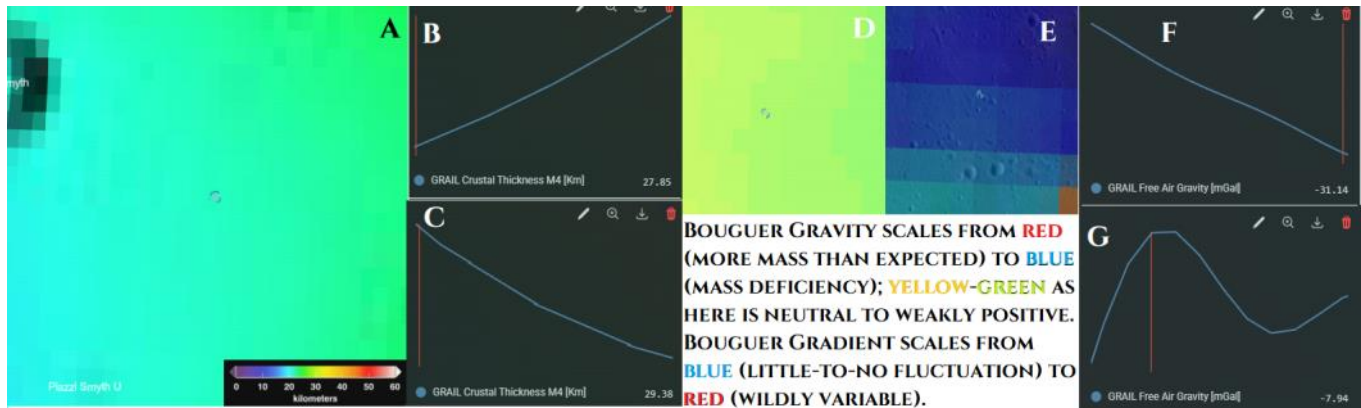 A
myth
Piazzi Smyth U
0 10 20 30 40 50 60
kilometers
B
GRAIL Crustal Thickness M4 [Km] 27.85
C
GRAIL Crustal Thickness M4 [Km] 29.38
D
E
BOUGUER GRAVITY SCALES FROM RED
(MORE MASS THAN EXPECTED) TO BLUE
(MASS DEFICIENCY); YELLOW-GREEN AS
HERE IS NEUTRAL TO WEAKLY POSITIVE.
BOUGUER GRADIENT SCALES FROM
BLUE (LITTLE-TO-NO FLUCTUATION) TO
RED (WILDLY VARIABLE).
F
GRAIL Free Air Gravity [mGal] -31.14
G
GRAIL Free Air Gravity [mGal] -7.94